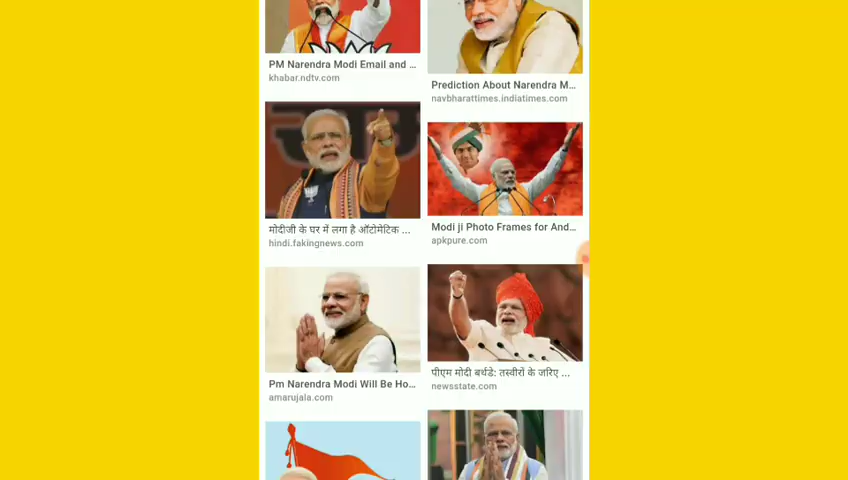 PM Narendra Modi Email and ...
khabar.ndtv.com
Prediction About Narendra M...
navbharattimes.indiatimes.com
मोदीजी के घर में लगा है ऑटोमेटिक ...
hindi.fakingnews.com
Modi ji Photo Frames for And...
apkpure.com
Pm Narendra Modi Will Be Ho...
amarujala.com
पीएम मोदी बर्थडे: तस्वीरों के जरिए ...
newsstate.com